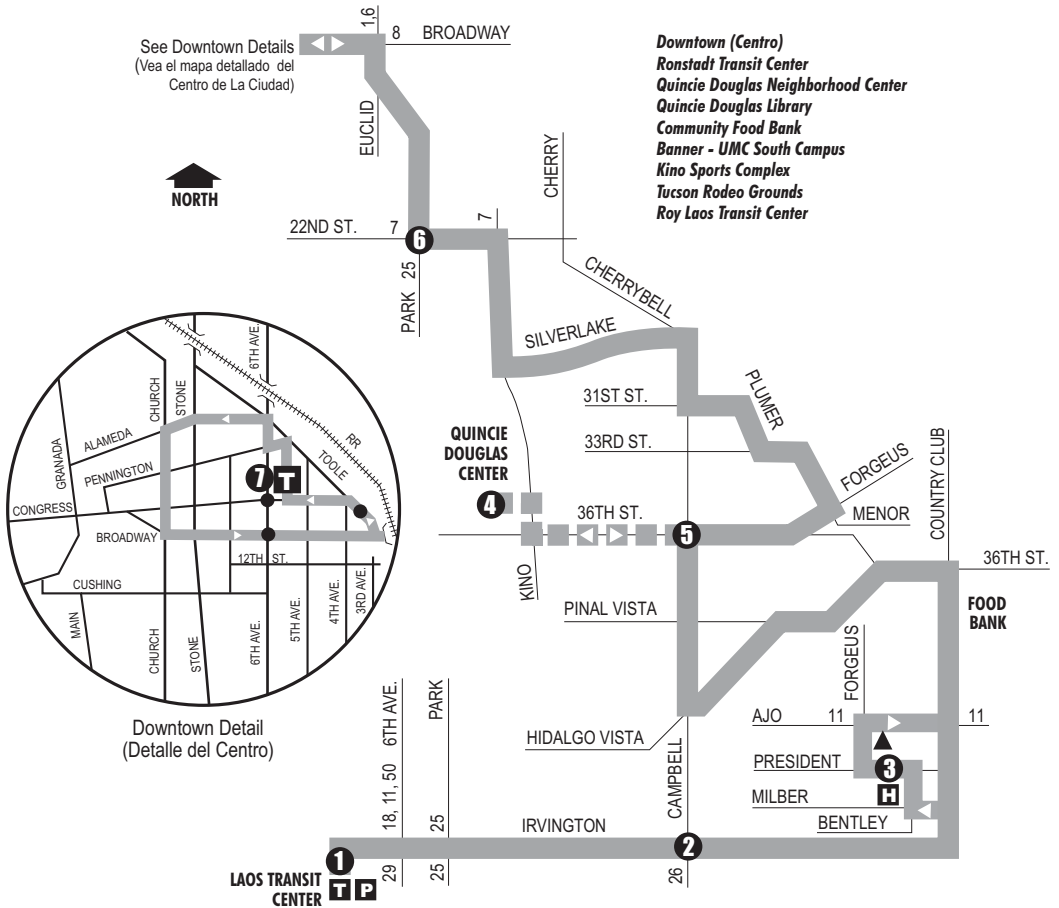 1,6
8 BROADWAY
See Downtown Details
(Vea el mapa detallado del
Centro de La Ciudad)
EUCLID
NORTH
Downtown (Centro)
Ronstadt Transit Center
Quincie Douglas Neighborhood Center
Quincie Douglas Library
Community Food Bank
Banner - UMC South Campus
Kino Sports Complex
Tucson Rodeo Grounds
Roy Laos Transit Center
CHERRY
22ND ST. 7
6
7
PARK 25
CHERRYBELL
SILVERLAKE
PLUMER
31ST ST.
33RD ST.
FORGEUS
MENOR
COUNTRY CLUB
QUINCIE
DOUGLAS
CENTER
4
36TH ST.
5
KINO
36TH ST.
PINAL VISTA
FOOD
BANK
FORGEUS
AJO 11
11
HIDALGO VISTA
CAMPBELL
PRESIDENT
3
H
MILBER
BENTLEY
IRVINGTON
2
26
18, 11, 50 6TH AVE.
29
PARK
25
25
1
LAOS TRANSIT
CENTER
T P
6TH AVE.
CHURCH
STONE
RR
TOOLE
GRANADA
ALAMEDA
PENNINGTON
7 T
CONGRESS
BROADWAY
12TH ST.
CUSHING
MAIN
CHURCH
STONE
6TH AVE.
5TH AVE.
4TH AVE.
3RD AVE.
Downtown Detail
(Detalle del Centro)